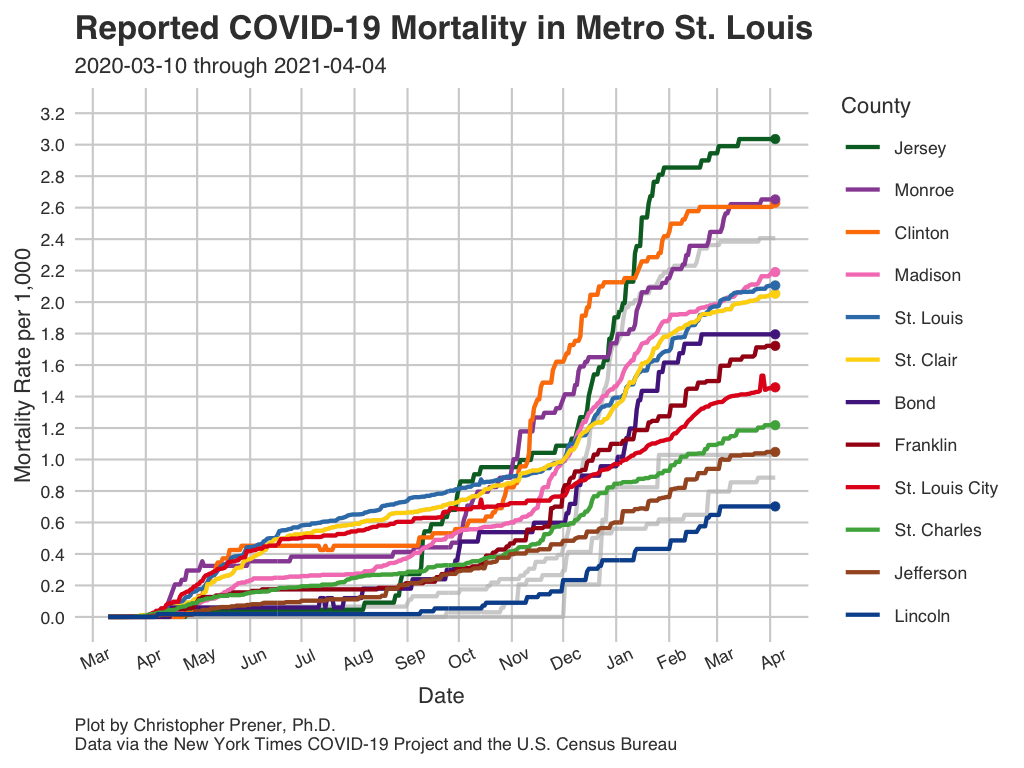 Reported COVID-19 Mortality in Metro St. Louis
2020-03-10 through 2021-04-04
Mortality Rate per 1,000
3.2
3.0
2.8
2.6
2.4
2.2
2.0
1.8
1.6
1.4
1.2
1.0
0.8
0.6
0.4
0.2
0.0
Mar Apr May Jun Jul Aug Sep Oct Nov Dec Jan Feb Mar Apr
Date
County
Jersey
Monroe
Clinton
Madison
St. Louis
St. Clair
Bond
Franklin
St. Louis City
St. Charles
Jefferson
Lincoln
Plot by Christopher Prener, Ph.D.
Data via the New York Times COVID-19 Project and the U.S. Census Bureau